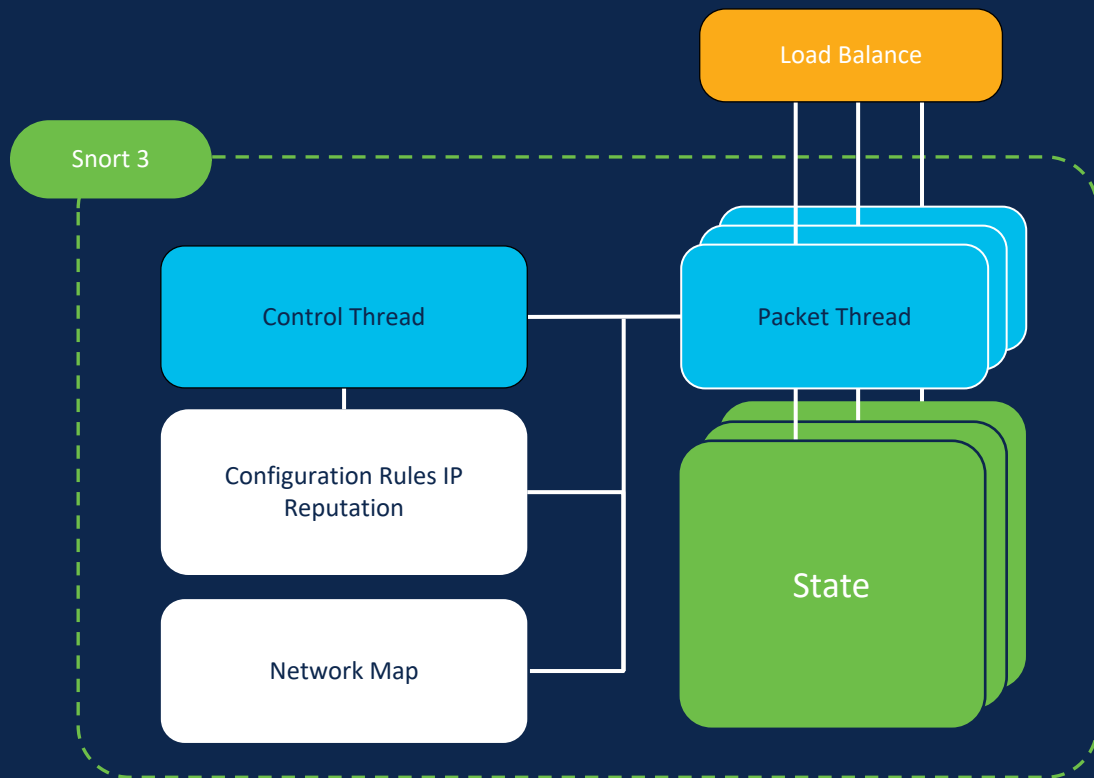 Load Balance
Snort 3
Control Thread
Packet Thread
Configuration Rules IP
Reputation
State
Network Map